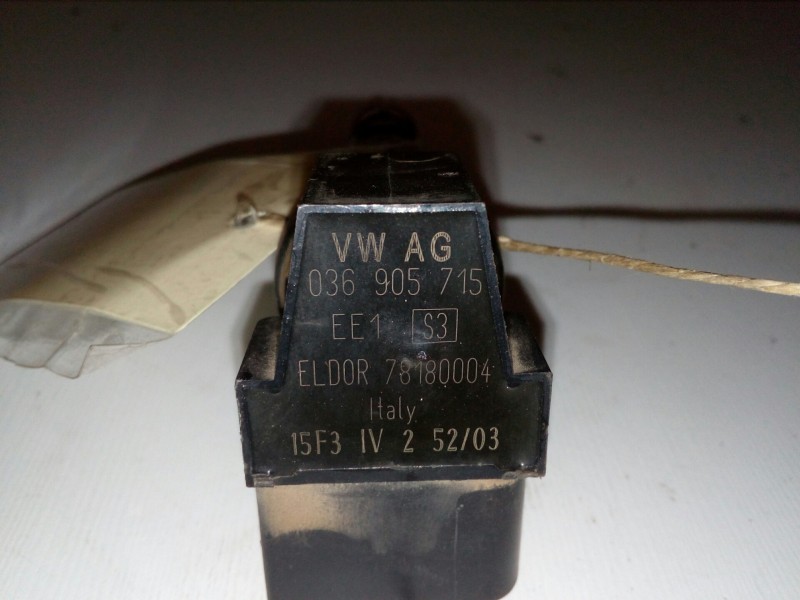 VW AG
036 905 715
EE1 S3
ELDOR 78180004
Italy
15F3 IV 2 52/03